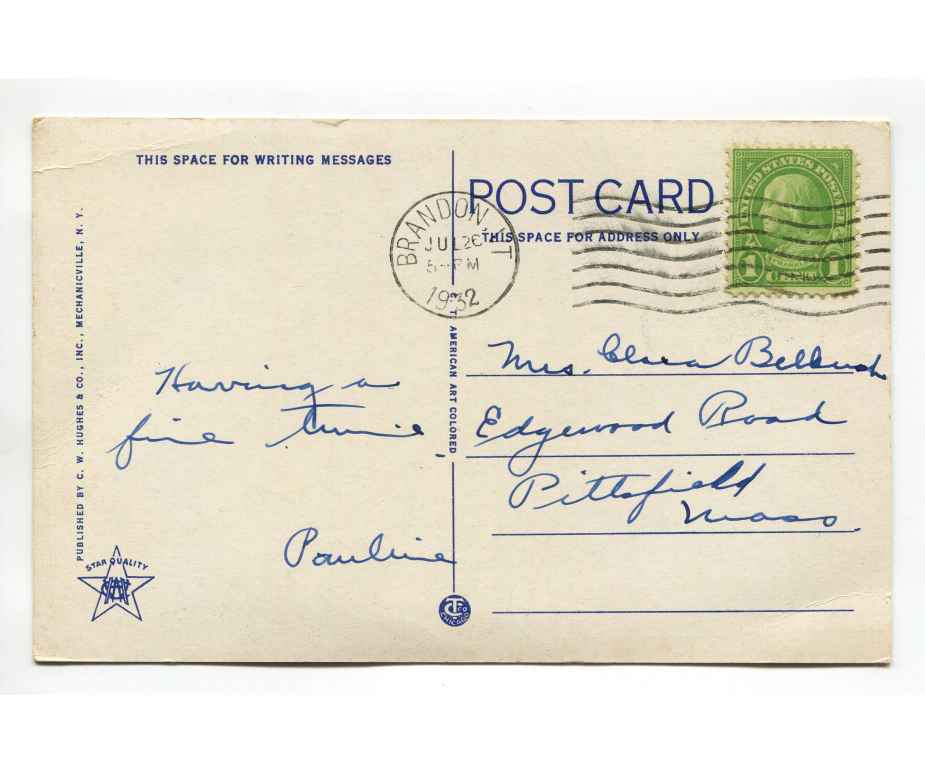 THIS SPACE FOR WRITING MESSAGES
POST CARD
THIS SPACE FOR ADDRESS ONLY
BRANDON, VT
JUL
5 - PM
1932
UNITED STATES POSTAGE
1 1
PUBLISHED BY C. W. HUGHES & CO., INC., MECHANICVILLE, N. Y.
AMERICAN ART COLORED
Having a
fine time
Pauline
Mrs. Clara
Edgewood Road
Pittsfield
Mass.
STAR QUALITY
CHICAGO